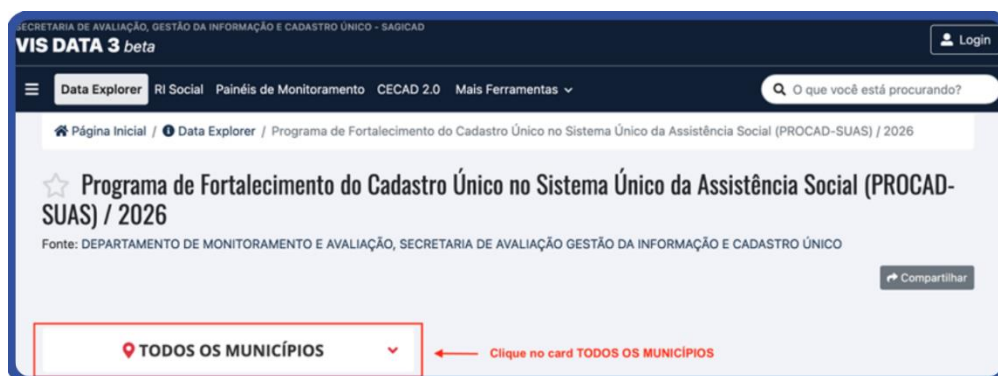 SECRETARIA DE AVALIAÇÃO, GESTÃO DA INFORMAÇÃO E CADASTRO ÚNICO - SAGICAD
VIS DATA 3 beta
Login
Data Explorer RI Social Painéis de Monitoramento CECAD 2.0 Mais Ferramentas
O que você está procurando?
Página Inicial / Data Explorer / Programa de Fortalecimento do Cadastro Único no Sistema Único da Assistência Social (PROCAD-SUAS) / 2026
Programa de Fortalecimento do Cadastro Único no Sistema Único da Assistência Social (PROCAD-
SUAS) / 2026
Fonte: DEPARTAMENTO DE MONITORAMENTO E AVALIAÇÃO, SECRETARIA DE AVALIAÇÃO GESTÃO DA INFORMAÇÃO E CADASTRO ÚNICO
Compartilhar
TODOS OS MUNICÍPIOS
Clique no card TODOS OS MUNICÍPIOS